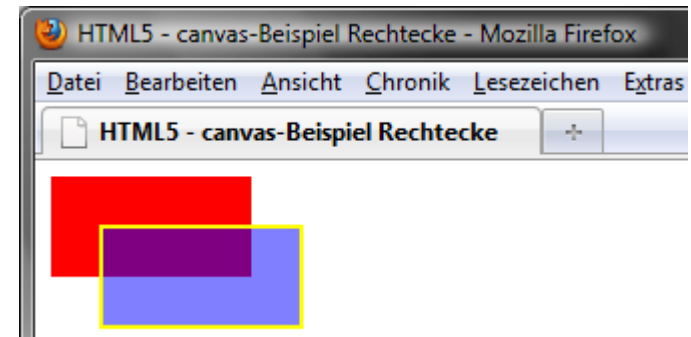 HTML5 - canvas-Beispiel Rechtecke - Mozilla Firefox
Datei Bearbeiten Ansicht Chronik Lesezeichen Extras
HTML5 - canvas-Beispiel Rechtecke